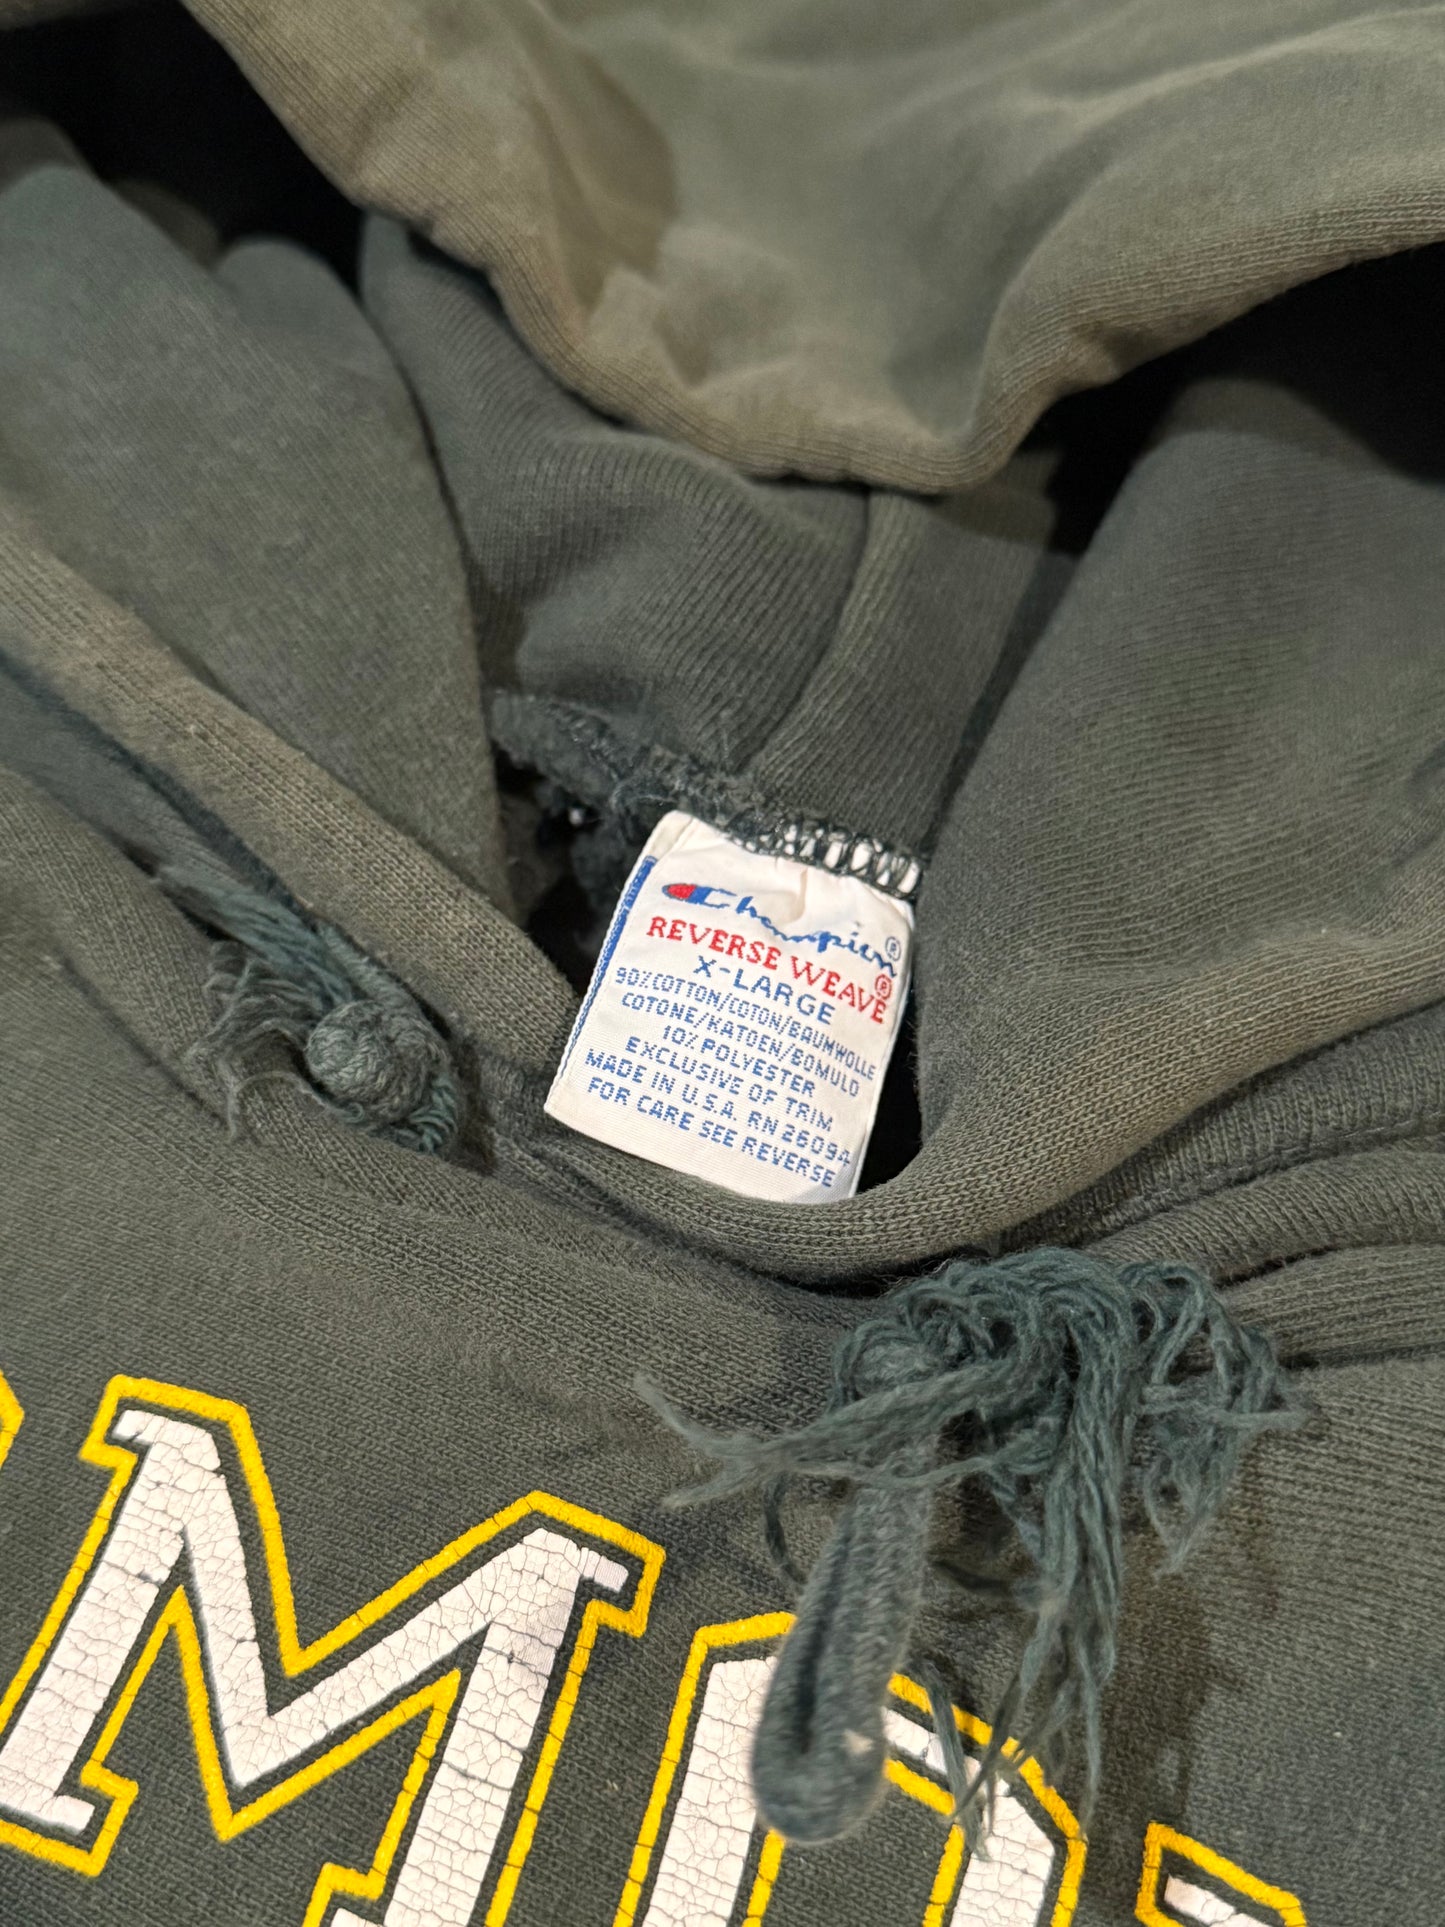 Champion®
REVERSE WEAVE®
X-LARGE
90% COTTON/COTON/BAUMWOLLE
COTONE/KATOEN/BOMULD
10% POLYESTER
EXCLUSIVE OF TRIM
MADE IN U.S.A. RN 26094
FOR CARE SEE REVERSE
M